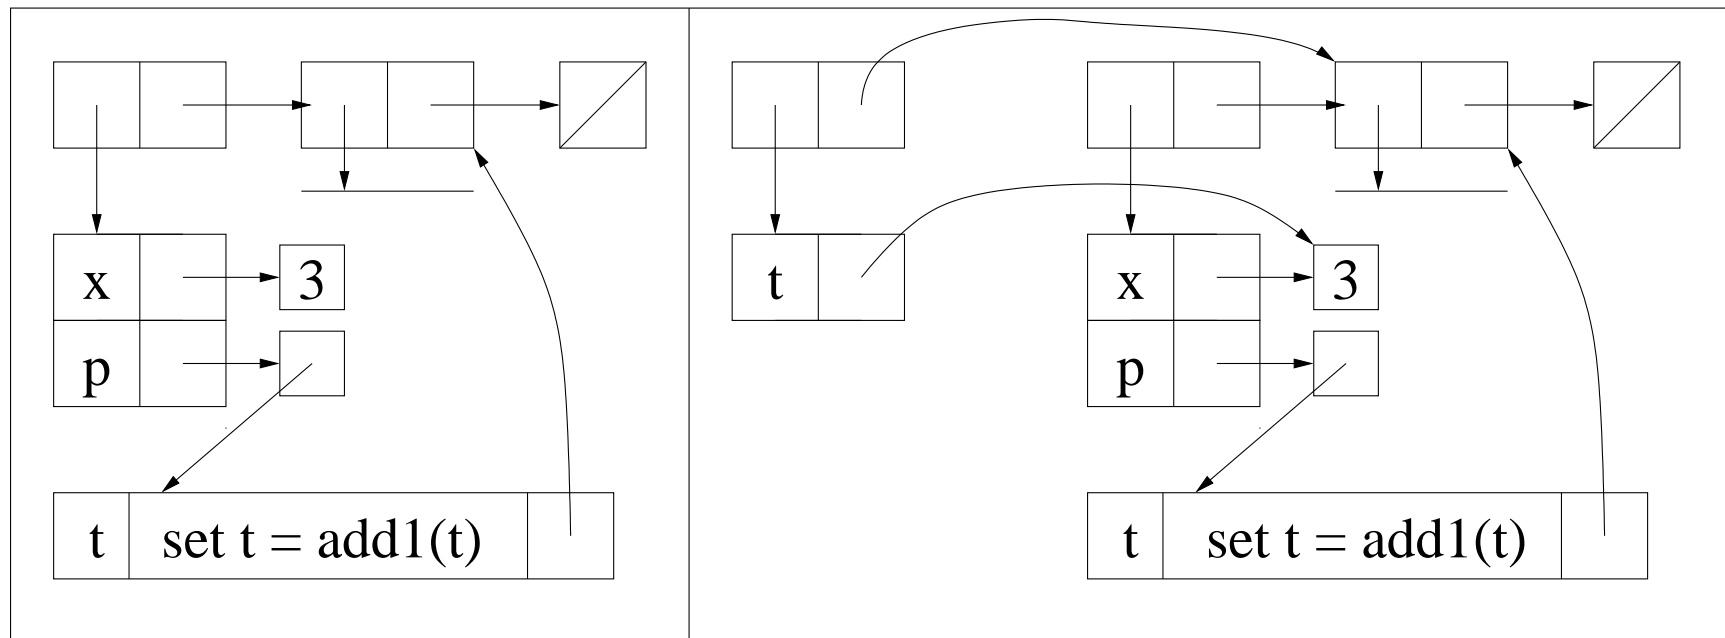 x
3
p
t
set t = add1(t)
t
x
3
p
t
set t = add1(t)